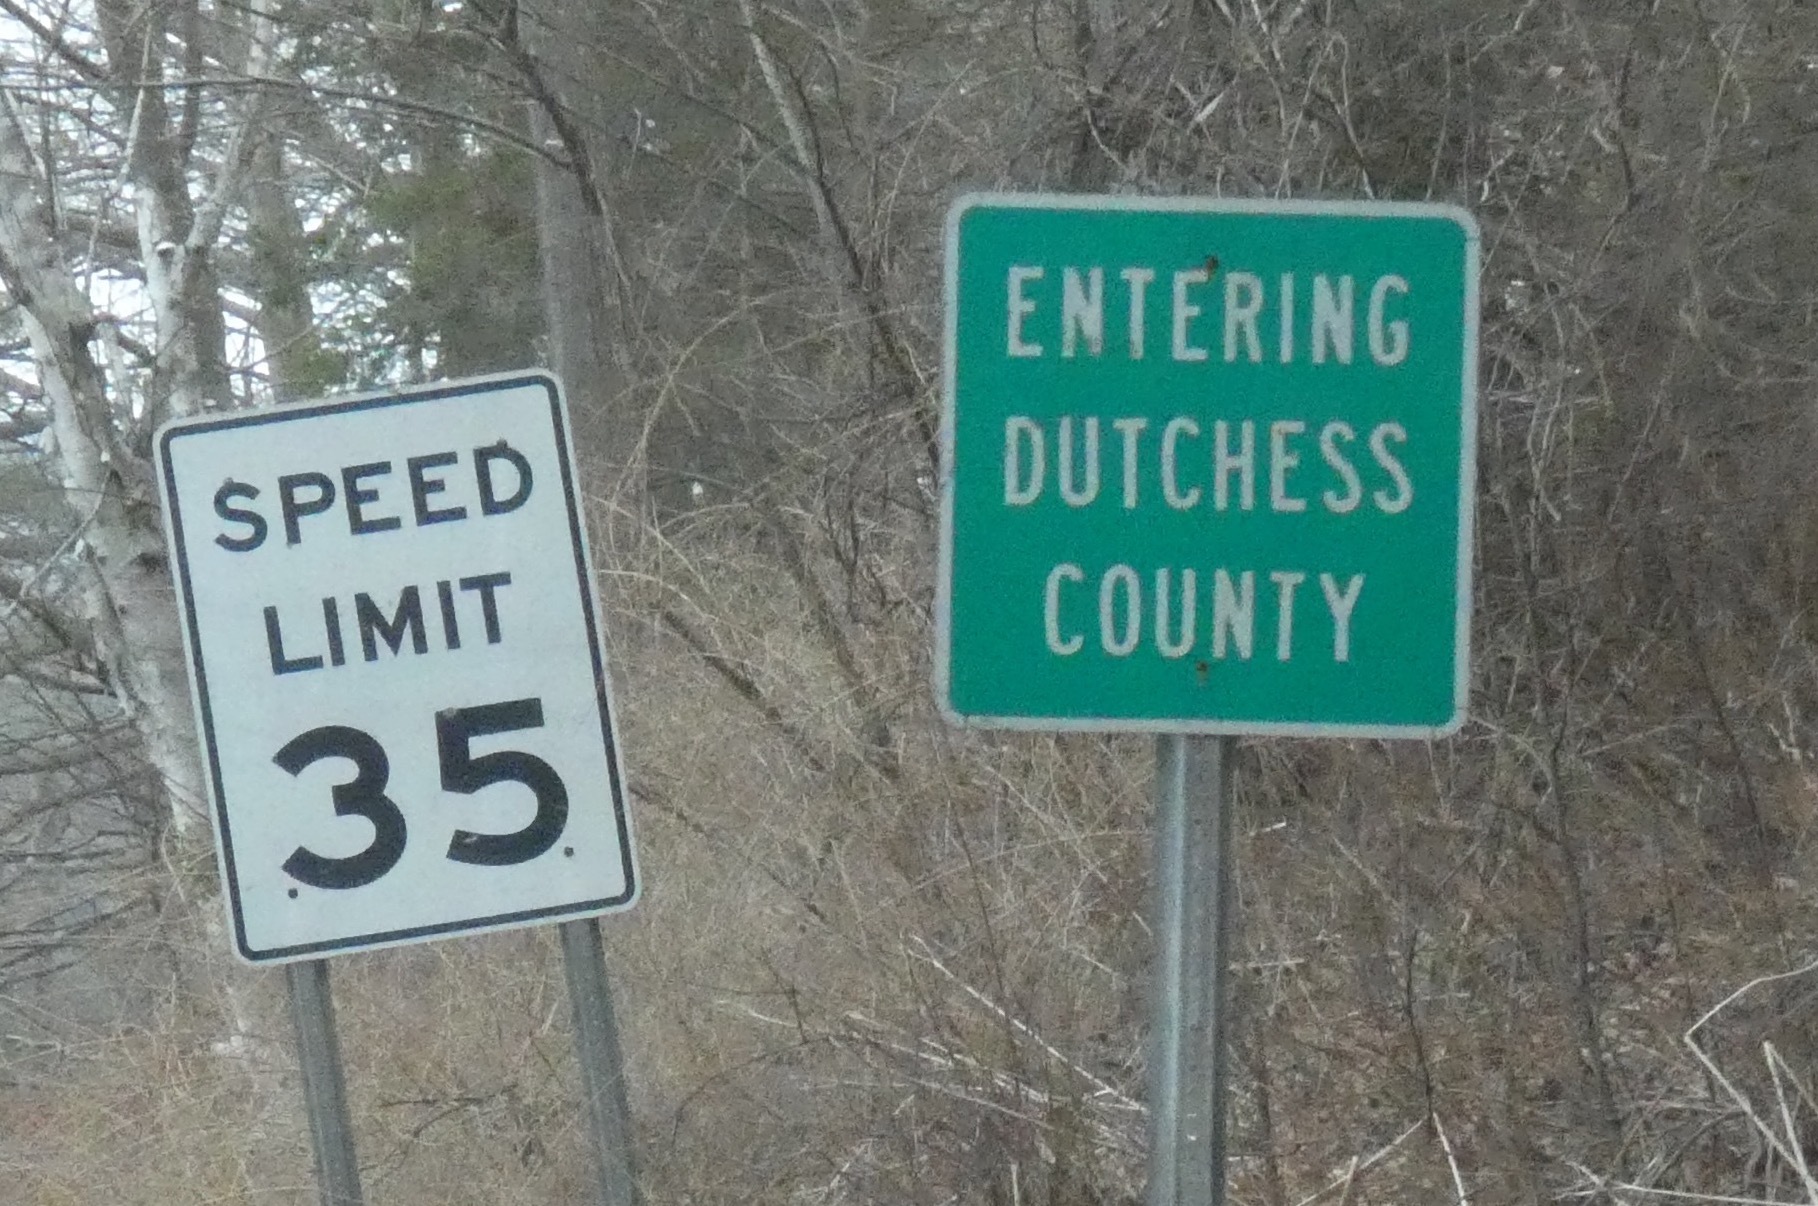 SPEED
LIMIT
35
ENTERING
DUTCHESS
COUNTY